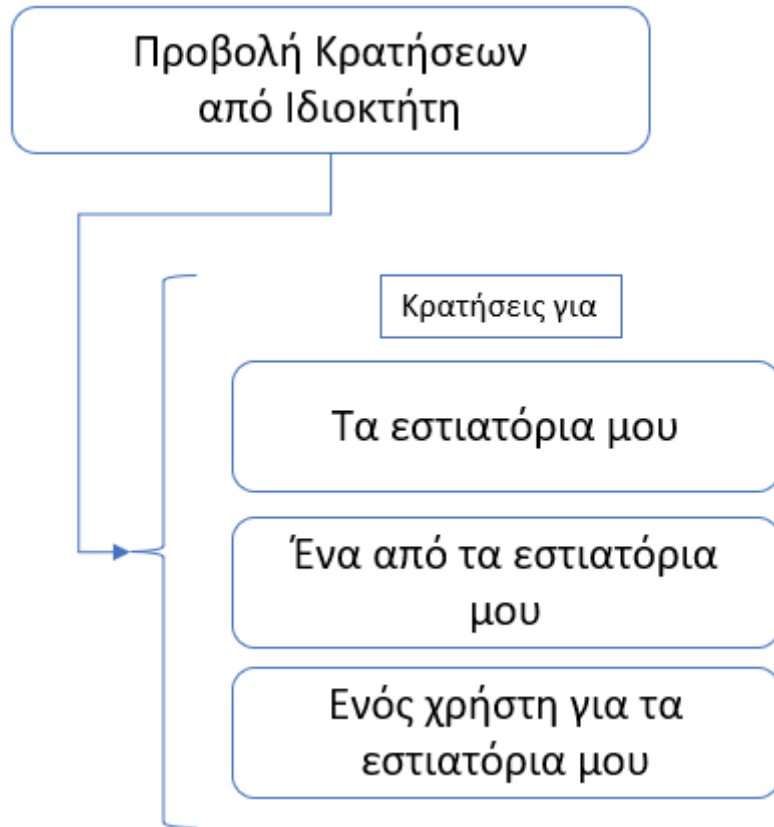 Προβολή Κρατήσεων
από Ιδιοκτήτη
Κρατήσεις για
Τα εστιατόρια μου
Ένα από τα εστιατόρια
μου
Ενός χρήστη για τα
εστιατόρια μου